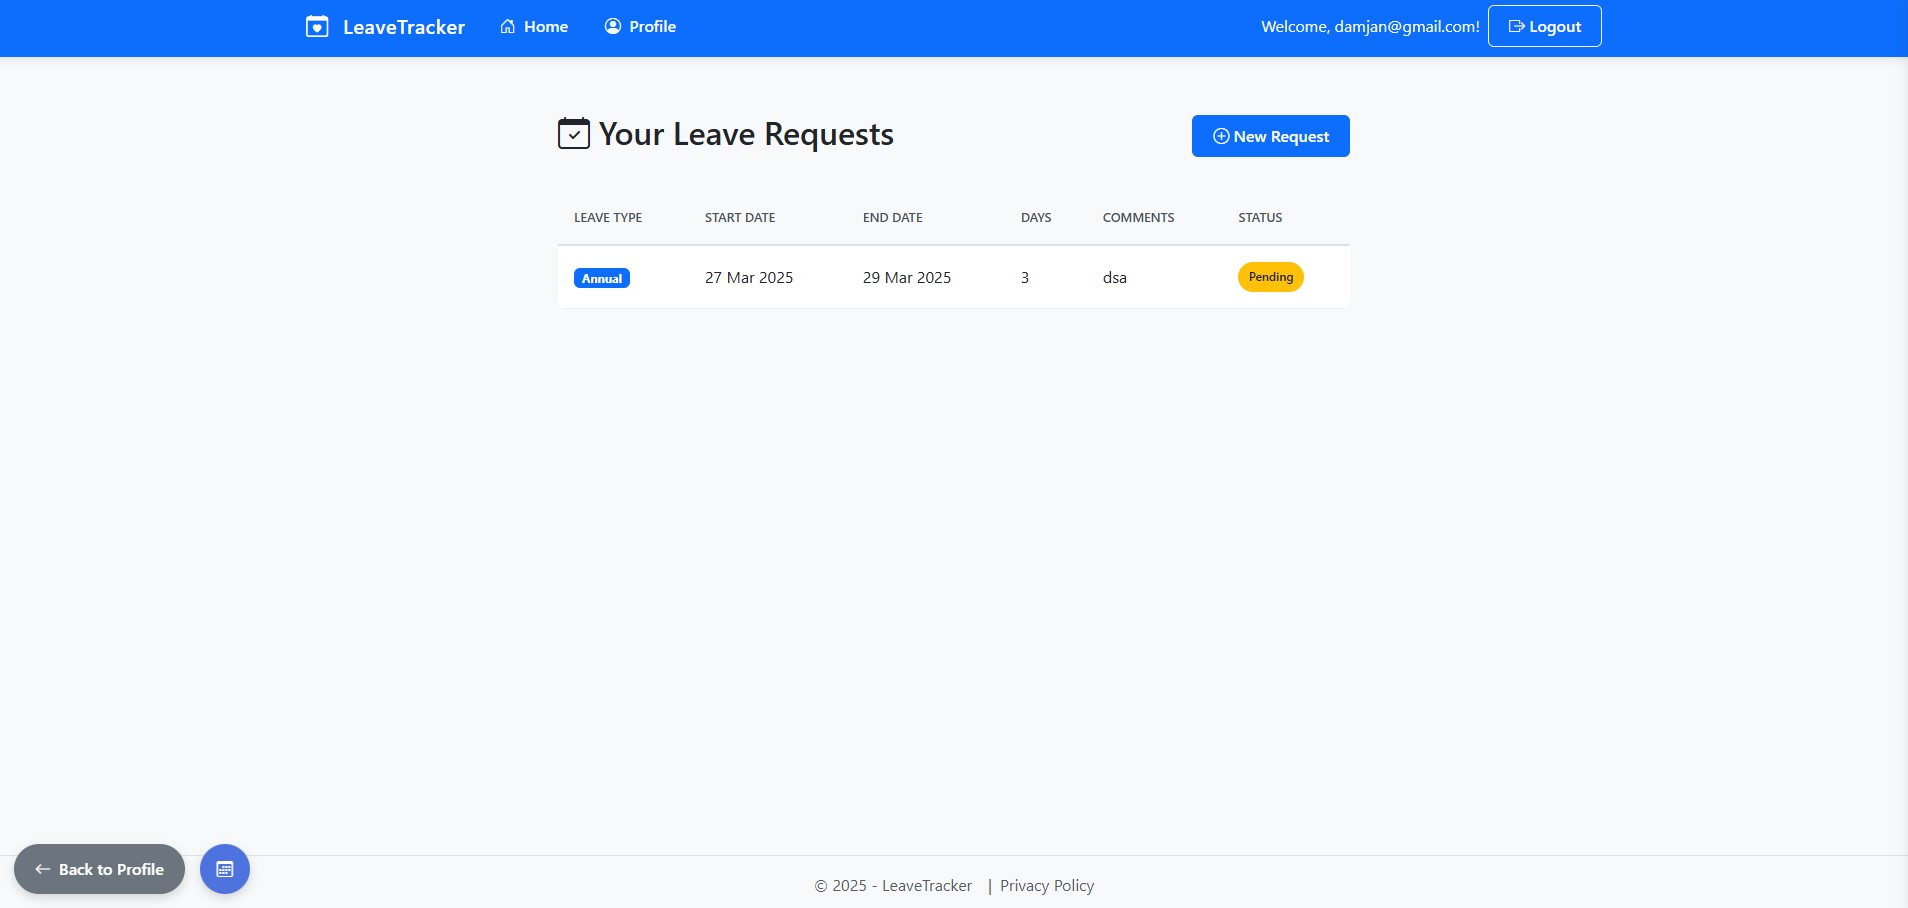 LeaveTracker Home Profile Welcome, damjan@gmail.com! Logout
Your Leave Requests New Request
LEAVE TYPE START DATE END DATE DAYS COMMENTS STATUS
Annual 27 Mar 2025 29 Mar 2025 3 dsa Pending
Back to Profile
© 2025 - LeaveTracker | Privacy Policy